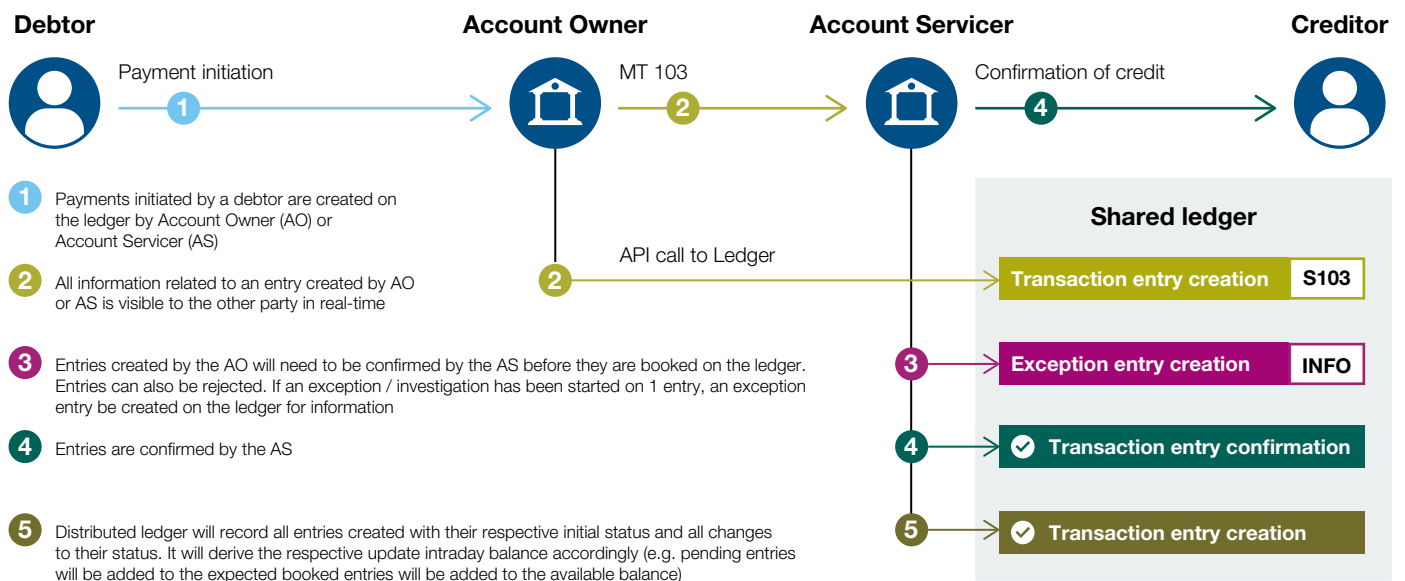 Debtor
Account Owner
Account Servicer
Creditor
Payment initiation
MT 103
Confirmation of credit
1
2
4
1
Payments initiated by a debtor are created on
the ledger by Account Owner (AO) or
Account Servicer (AS)
2
All information related to an entry created by AO
or AS is visible to the other party in real-time
3
Entries created by the AO will need to be confirmed by the AS before they are booked on the ledger.
Entries can also be rejected. If an exception / investigation has been started on 1 entry, an exception
entry be created on the ledger for information
4
Entries are confirmed by the AS
5
Distributed ledger will record all entries created with their respective initial status and all changes
to their status. It will derive the respective update intraday balance accordingly (e.g. pending entries
will be added to the expected booked entries will be added to the available balance)
Shared ledger
API call to Ledger
2
Transaction entry creation S103
3
Exception entry creation INFO
4
Transaction entry confirmation
5
Transaction entry creation